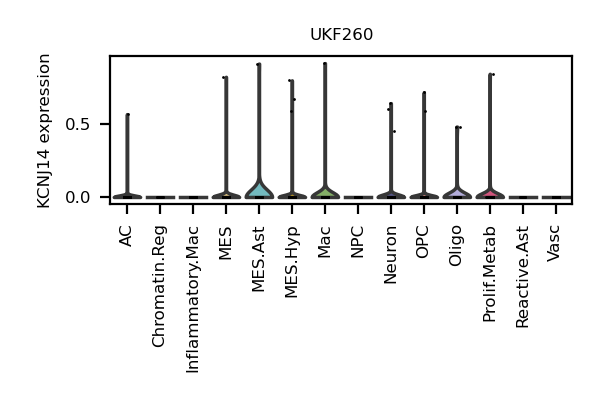 UKF260
KCNJ14 expression
0.5
0.0
AC
Chromatin.Reg
Inflammatory.Mac
MES
MES.Ast
MES.Hyp
Mac
NPC
Neuron
OPC
Oligo
Prolif.Metab
Reactive.Ast
Vasc